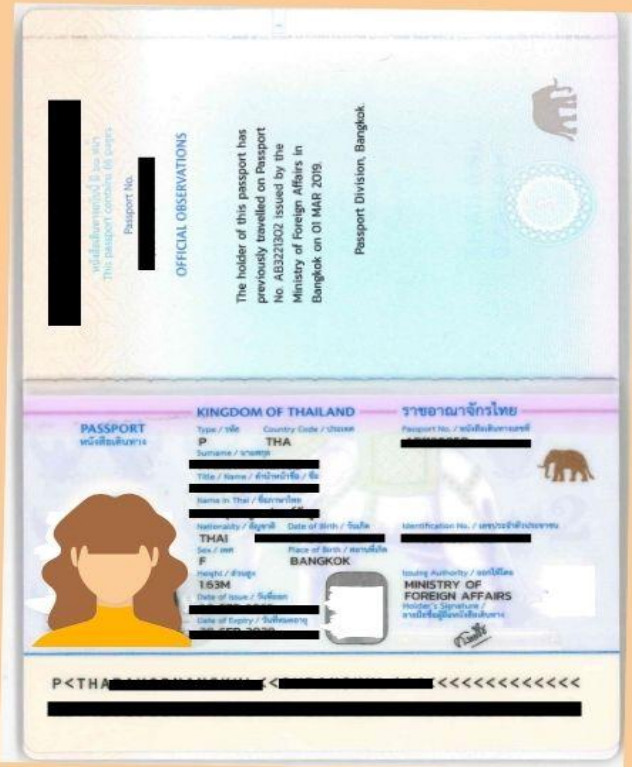 หนังสือเดินทางฉบับนี้ มี ๖๖ หน้า
This passport contains 66 pages
Passport No.
OFFICIAL OBSERVATIONS
The holder of this passport has
previously travelled on Passport
No. AB3221302 issued by the
Ministry of Foreign Affairs in
Bangkok on 01 MAR 2019.
Passport Division, Bangkok.
PASSPORT
หนังสือเดินทาง
KINGDOM OF THAILAND
ราชอาณาจักรไทย
Type / ชนิด Country Code / ประเทศ Passport No. / หนังสือเดินทางเลขที่
P THA
Surname / นามสกุล
Title / Name / คำนำหน้าชื่อ / ชื่อ
Name in Thai / ชื่อภาษาไทย
Nationality / สัญชาติ Date of Birth / วันเกิด Identification No. / เลขประจำตัวประชาชน
THAI
Sex / เพศ Place of Birth / สถานที่เกิด
F BANGKOK
Height / ส่วนสูง Issuing Authority / ออกให้โดย
1.63M MINISTRY OF
FOREIGN AFFAIRS
Date of Issue / วันที่ออก Holder's Signature /
ลายมือชื่อผู้ถือหนังสือเดินทาง
Date of Expiry / วันที่หมดอายุ
P<THA
<<
<<<<<<<<<<<<<